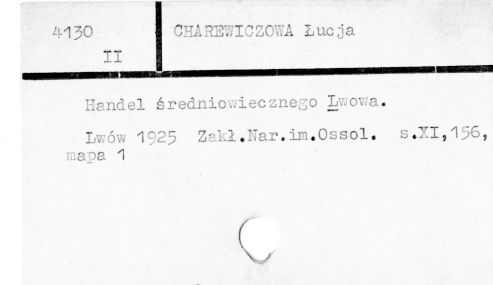 4130 CHAREWICZOWA Łucja
II
Handel średniowiecznego Lwowa.
Lwów 1925 Zakł.Nar.im.Ossol. s.XI,156,
mapa 1